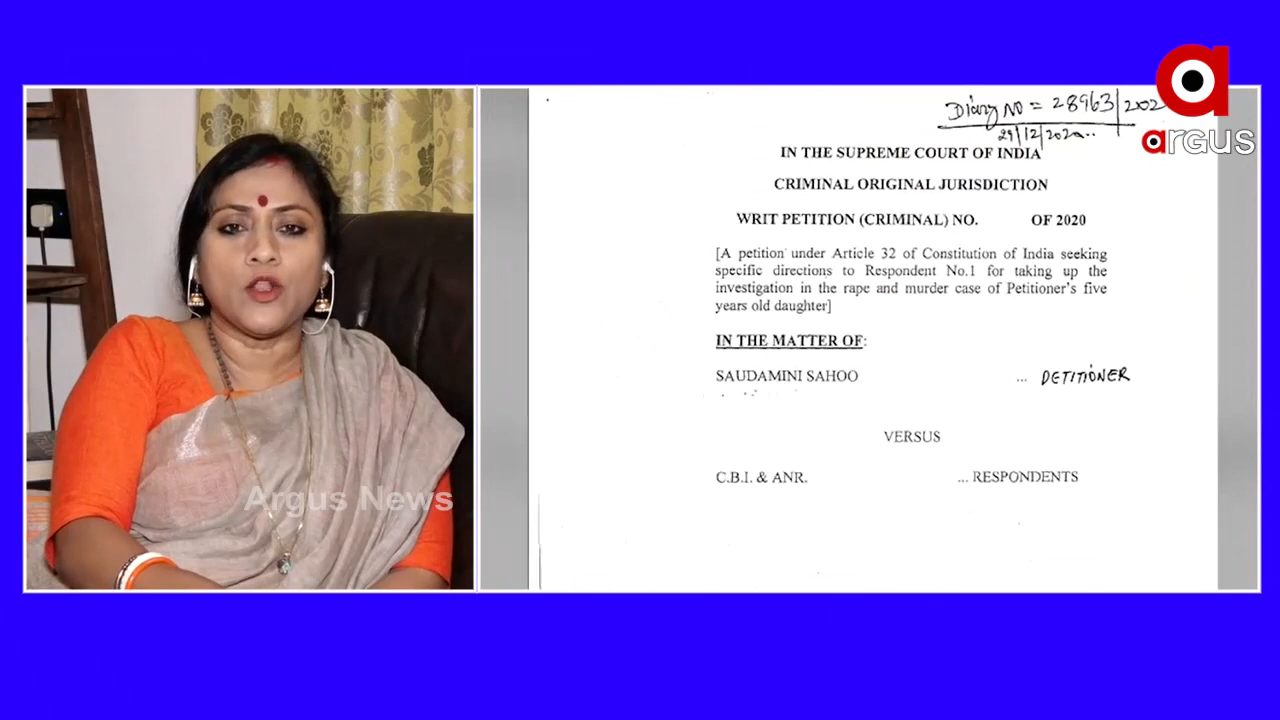 argus
Diary No = 28963/202
29/12/2020..
IN THE SUPREME COURT OF INDIA
CRIMINAL ORIGINAL JURISDICTION
WRIT PETITION (CRIMINAL) NO. OF 2020
[A petition under Article 32 of Constitution of India seeking
specific directions to Respondent No.1 for taking up the
investigation in the rape and murder case of Petitioner's five
years old daughter]
IN THE MATTER OF:
SAUDAMINI SAHOO ... PETITIONER
VERSUS
C.B.I. & ANR. ... RESPONDENTS
Argus News